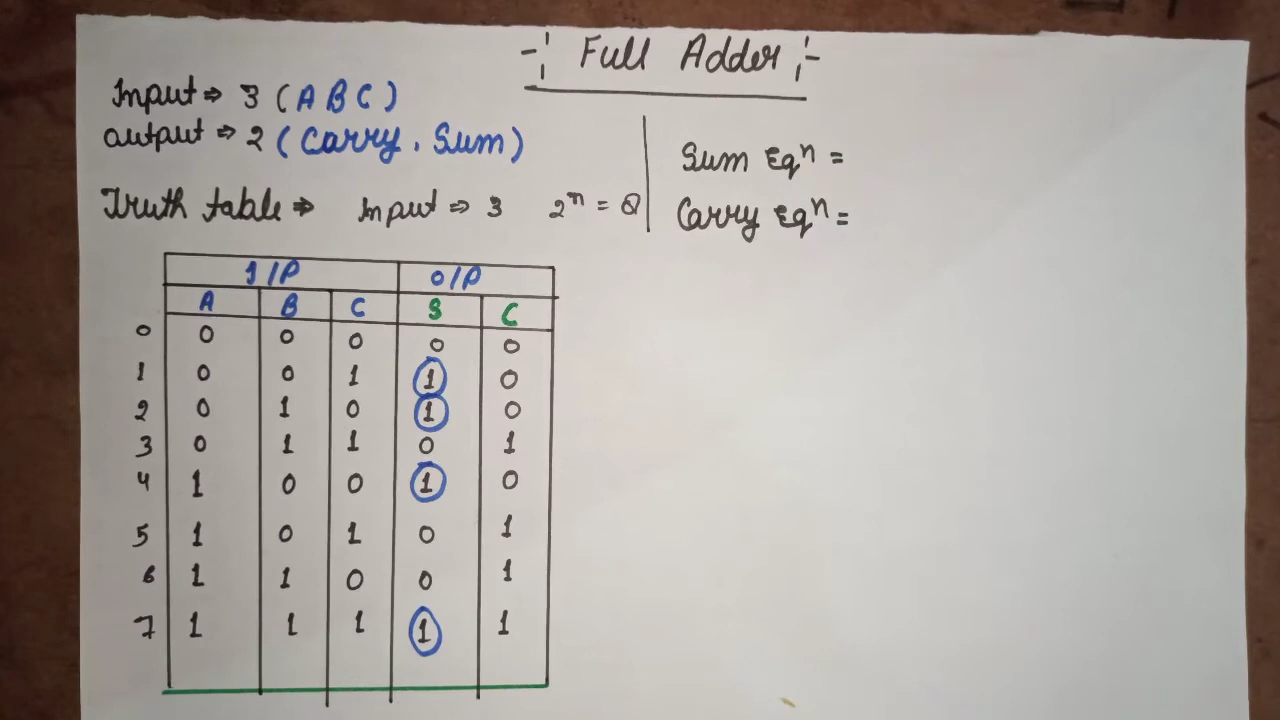 -¦ Full Adder ¦-
Input ⇒ 3 (A B C)
output ⇒ 2 (Carry, Sum)
Truth table ⇒ Input ⇒ 3 2ⁿ = 8
Sum Eqⁿ =
Carry Eqⁿ =
I/P O/P
A B C S C
0 0 0 0 0 0
1 0 0 1 1 0
2 0 1 0 1 0
3 0 1 1 0 1
4 1 0 0 1 0
5 1 0 1 0 1
6 1 1 0 0 1
7 1 1 1 1 1